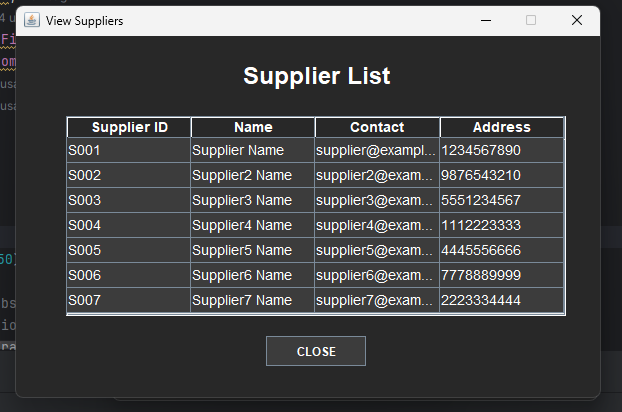 View Suppliers
Supplier List
Supplier ID Name Contact Address
S001 Supplier Name supplier@exampl... 1234567890
S002 Supplier2 Name supplier2@exam... 9876543210
S003 Supplier3 Name supplier3@exam... 5551234567
S004 Supplier4 Name supplier4@exam... 1112223333
S005 Supplier5 Name supplier5@exam... 4445556666
S006 Supplier6 Name supplier6@exam... 7778889999
S007 Supplier7 Name supplier7@exam... 2223334444
CLOSE